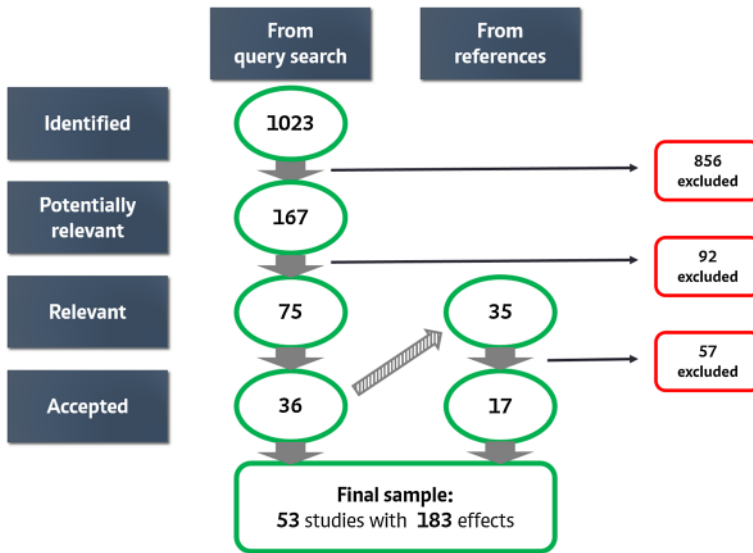 From
query search
From
references
Identified
1023
856
excluded
Potentially
relevant
167
92
excluded
Relevant
75
35
57
excluded
Accepted
36
17
Final sample:
53 studies with 183 effects